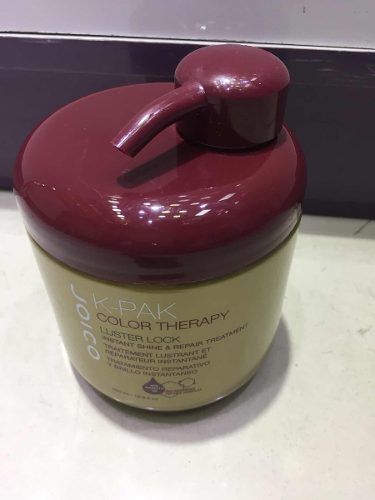 JOICO
K-PAK
COLOR THERAPY
LUSTER LOCK
INSTANT SHINE & REPAIR TREATMENT
TRAITEMENT LUSTRANT ET
RÉPARATEUR INSTANTANÉ
TRATAMIENTO REPARATIVO
Y BRILLO INSTANTÁNEO